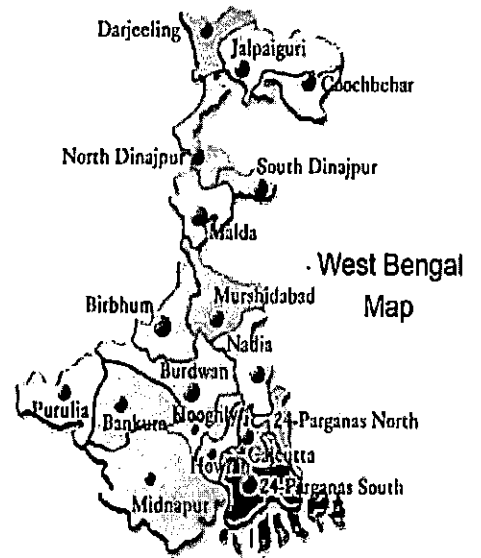 Darjeeling
Jalpaiguri
Coochbehar
North Dinajpur
South Dinajpur
Malda
West Bengal
Map
Birbhum
Murshidabad
Nadia
Burdwan
Purulia
Bankura
Hooghly
24-Parganas North
Howrah
Calcutta
24-Parganas South
Midnapur